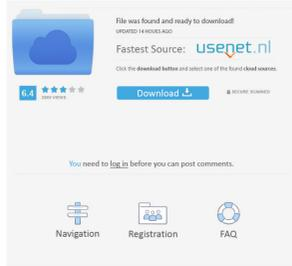 File was found and ready to download!
UPDATED 14 HOUES AGO
Fastest Source: usenet.nl
Click the download button and select one of the found cloud sources.
6.4
VIEWS
Download
SECURE SCANNED
You need to log in before you can post comments.
Navigation Registration FAQ